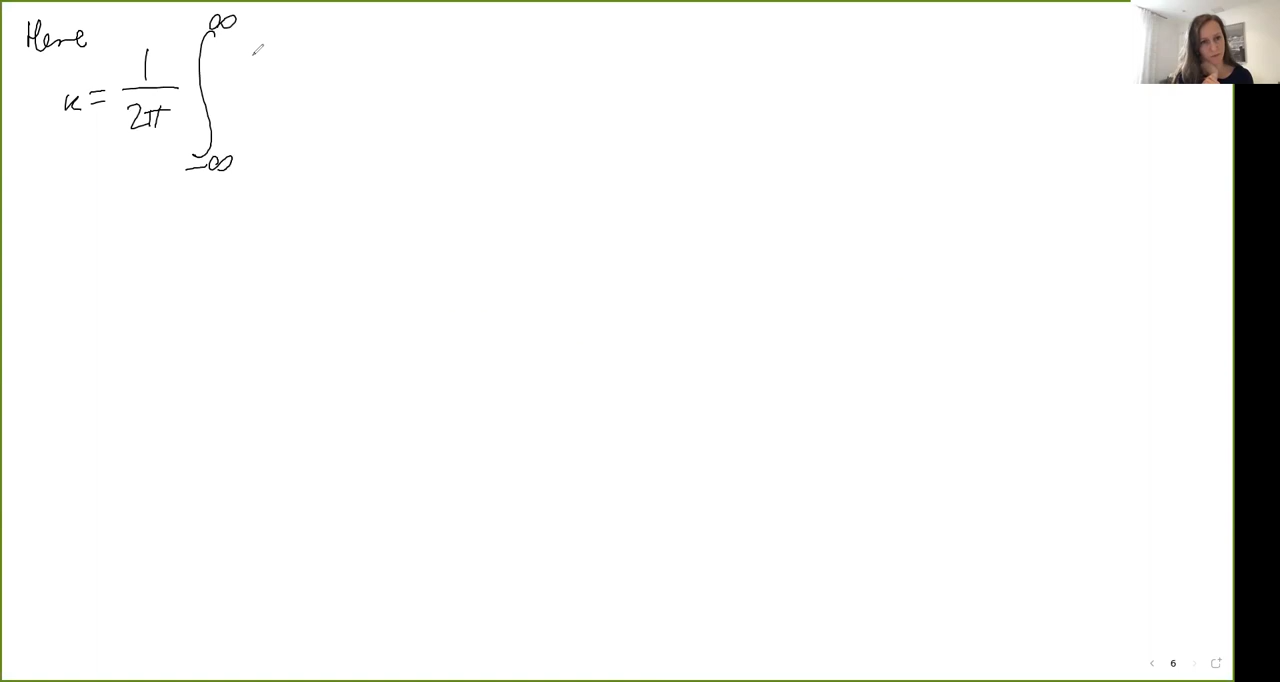 Here
κ = 1/2π ∫_{-∞}^{∞}
6